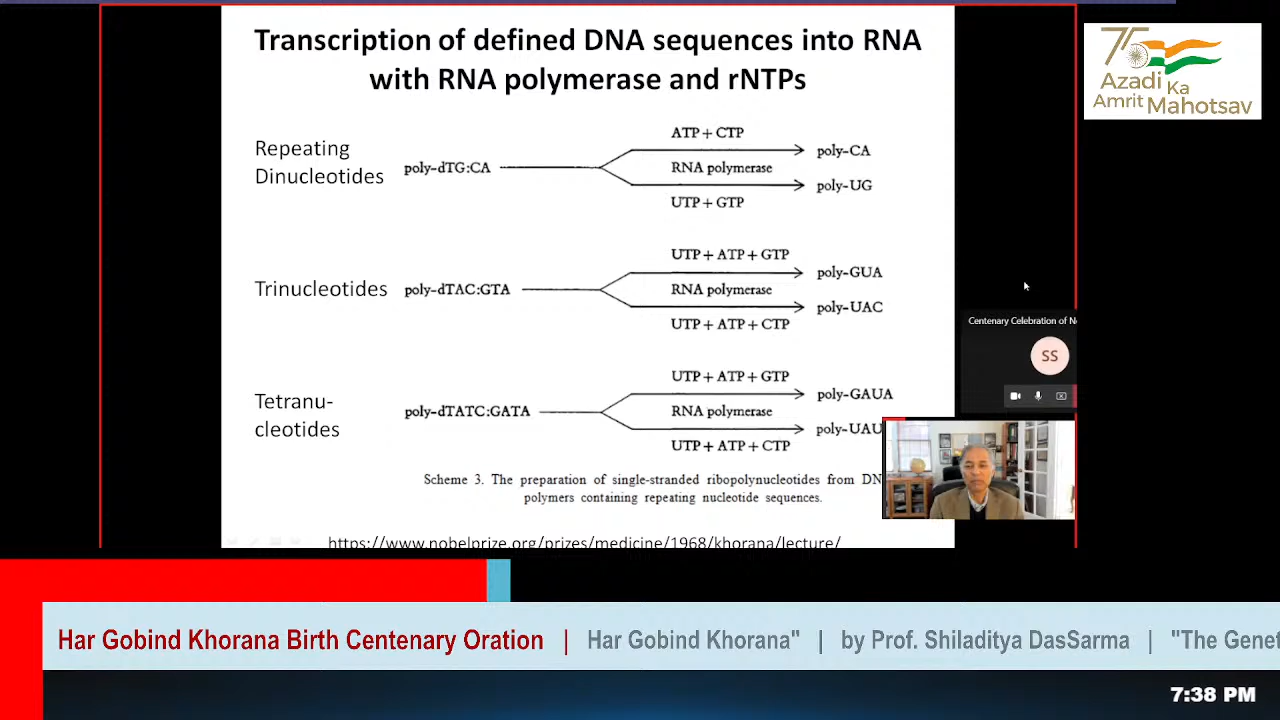 Transcription of defined DNA sequences into RNA
with RNA polymerase and rNTPs
Repeating
Dinucleotides
poly-dTG:CA
ATP + CTP
RNA polymerase
UTP + GTP
poly-CA
poly-UG
Trinucleotides
poly-dTAC:GTA
UTP + ATP + GTP
RNA polymerase
UTP + ATP + CTP
poly-GUA
poly-UAC
Tetranu-
cleotides
poly-dTATC:GATA
UTP + ATP + GTP
RNA polymerase
UTP + ATP + CTP
poly-GAUA
poly-UAU
Scheme 3. The preparation of single-stranded ribopolynucleotides from DN
polymers containing repeating nucleotide sequences.
https://www.nobelprize.org/prizes/medicine/1968/khorana/lecture/
75
Azadi Ka
Amrit Mahotsav
Centenary Celebration of N
SS
Har Gobind Khorana Birth Centenary Oration | Har Gobind Khorana" | by Prof. Shiladitya DasSarma | "The Genet
7:38 PM